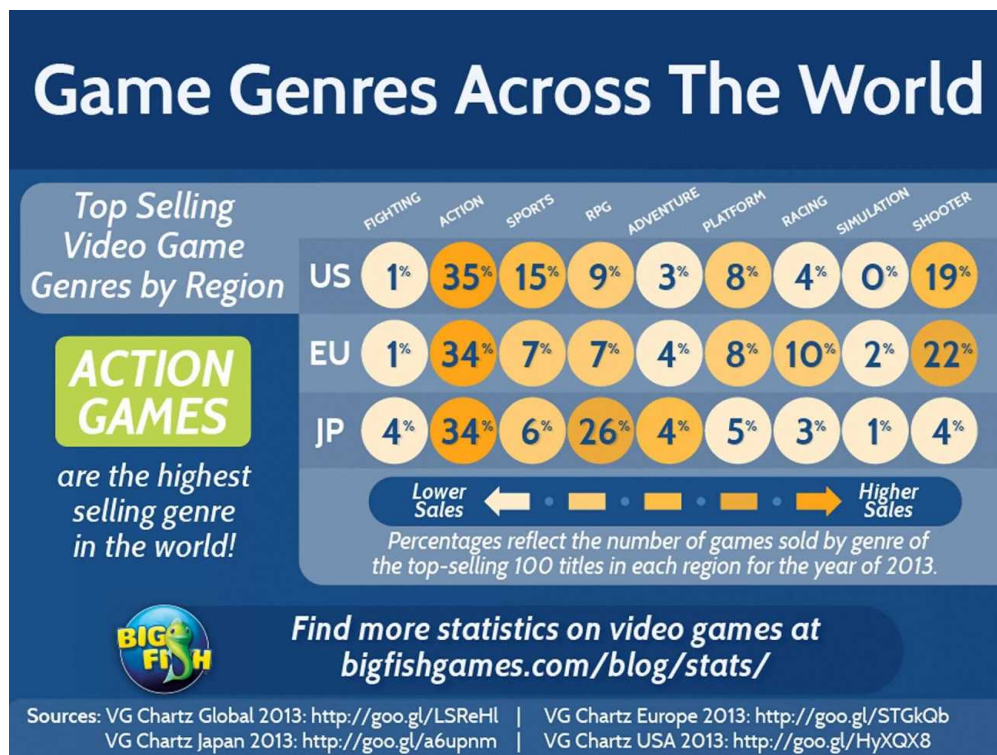 Game Genres Across The World
Top Selling
Video Game
Genres by Region
FIGHTING ACTION SPORTS RPG ADVENTURE PLATFORM RACING SIMULATION SHOOTER
US 1% 35% 15% 9% 3% 8% 4% 0% 19%
EU 1% 34% 7% 7% 4% 8% 10% 2% 22%
JP 4% 34% 6% 26% 4% 5% 3% 1% 4%
ACTION
GAMES
are the highest
selling genre
in the world!
Lower
Sales
Higher
Sales
Percentages reflect the number of games sold by genre of
the top-selling 100 titles in each region for the year of 2013.
BIG
FISH
Find more statistics on video games at
bigfishgames.com/blog/stats/
Sources: VG Chartz Global 2013: http://goo.gl/LSReHl | VG Chartz Europe 2013: http://goo.gl/STGkQb
VG Chartz Japan 2013: http://goo.gl/a6upnm | VG Chartz USA 2013: http://goo.gl/HyXQX8